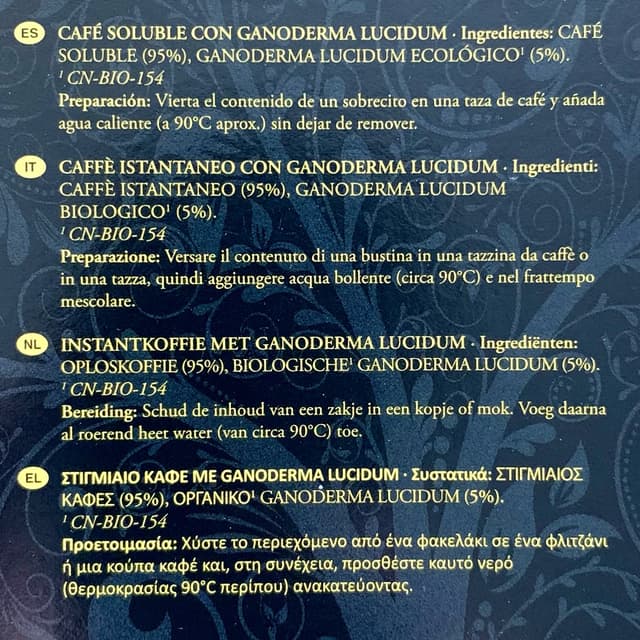 ES CAFÉ SOLUBLE CON GANODERMA LUCIDUM · Ingredientes: CAFÉ
SOLUBLE (95%), GANODERMA LUCIDUM ECOLÓGICO¹ (5%).
¹ CN-BIO-154
Preparación: Vierta el contenido de un sobrecito en una taza de café y añada
agua caliente (a 90°C aprox.) sin dejar de remover.
IT CAFFÈ ISTANTANEO CON GANODERMA LUCIDUM · Ingredienti:
CAFFÈ ISTANTANEO (95%), GANODERMA LUCIDUM
BIOLOGICO¹ (5%).
¹ CN-BIO-154
Preparazione: Versare il contenuto di una bustina in una tazzina da caffè o
in una tazza, quindi aggiungere acqua bollente (circa 90°C) e nel frattempo
mescolare.
NL INSTANTKOFFIE MET GANODERMA LUCIDUM · Ingrediënten:
OPLOSKOFFIE (95%), BIOLOGISCHE¹ GANODERMA LUCIDUM (5%).
¹ CN-BIO-154
Bereiding: Schud de inhoud van een zakje in een kopje of mok. Voeg daarna
al roerend heet water (van circa 90°C) toe.
EL ΣΤΙΓΜΙΑΙΟ ΚΑΦΕ ΜΕ GANODERMA LUCIDUM · Συστατικά: ΣΤΙΓΜΙΑΙΟΣ
ΚΑΦΕΣ (95%), ΟΡΓΑΝΙΚΟ¹ GANODERMA LUCIDUM (5%).
¹ CN-BIO-154
Προετοιμασία: Χύστε το περιεχόμενο από ένα φακελάκι σε ένα φλιτζάνι
ή μια κούπα καφέ και, στη συνέχεια, προσθέστε καυτό νερό
(θερμοκρασίας 90°C περίπου) ανακατεύοντας.